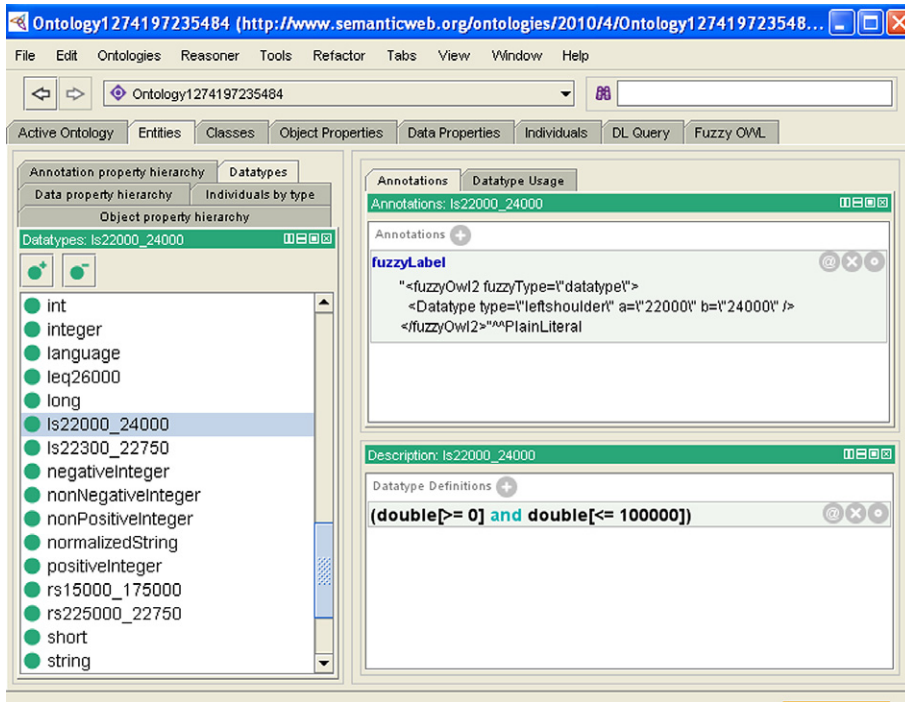 Ontology1274197235484 (http://www.semanticweb.org/ontologies/2010/4/Ontology127419723548...
File Edit Ontologies Reasoner Tools Refactor Tabs View Window Help
Ontology1274197235484
Active Ontology Entities Classes Object Properties Data Properties Individuals DL Query Fuzzy OWL
Annotation property hierarchy Datatypes
Data property hierarchy Individuals by type
Object property hierarchy
Datatypes: ls22000_24000
int
integer
language
leq26000
long
ls22000_24000
ls22300_22750
negativeInteger
nonNegativeInteger
nonPositiveInteger
normalizedString
positiveInteger
rs15000_175000
rs225000_22750
short
string
Annotations Datatype Usage
Annotations: ls22000_24000
Annotations
fuzzyLabel
"<fuzzyOwl2 fuzzyType=\"datatype\">
<Datatype type=\"leftshoulder\" a=\"22000\" b=\"24000\" />
</fuzzyOwl2>"^^PlainLiteral
Description: ls22000_24000
Datatype Definitions
(double[>= 0] and double[<= 100000])